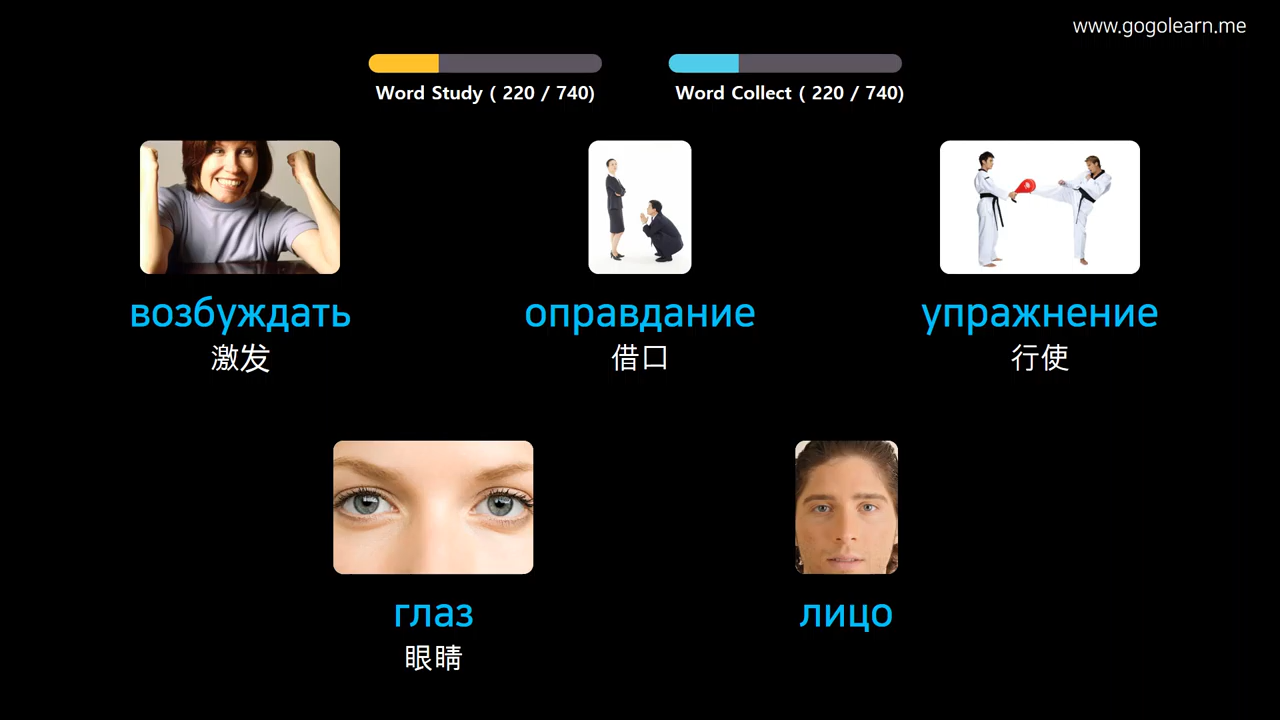 www.gogolearn.me
Word Study ( 220 / 740)
Word Collect ( 220 / 740)
возбуждать
激发
оправдание
借口
упражнение
行使
глаз
眼睛
лицо